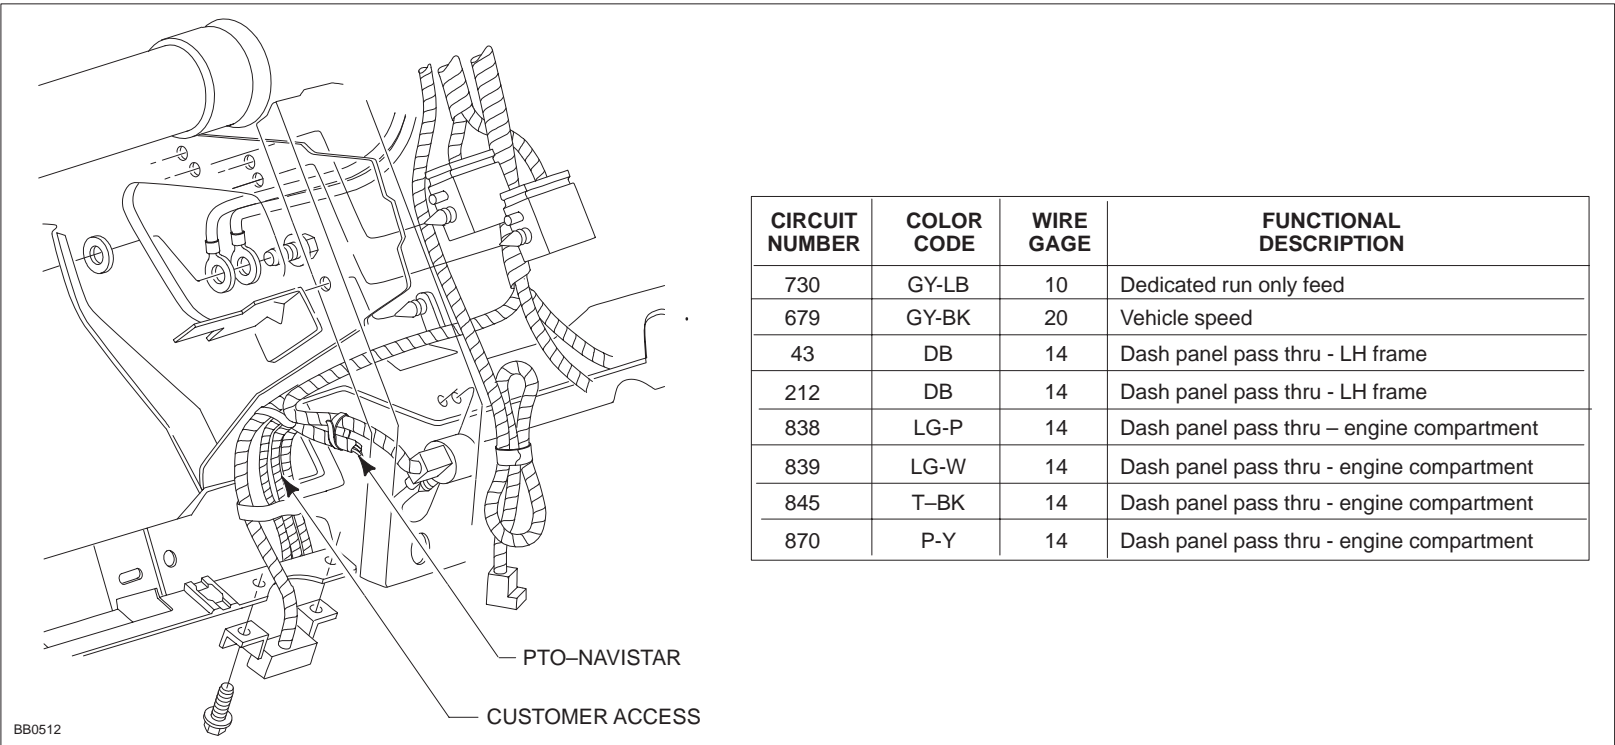 CIRCUIT NUMBER COLOR CODE WIRE GAGE FUNCTIONAL DESCRIPTION
730 GY-LB 10 Dedicated run only feed
679 GY-BK 20 Vehicle speed
43 DB 14 Dash panel pass thru - LH frame
212 DB 14 Dash panel pass thru - LH frame
838 LG-P 14 Dash panel pass thru – engine compartment
839 LG-W 14 Dash panel pass thru - engine compartment
845 T–BK 14 Dash panel pass thru - engine compartment
870 P-Y 14 Dash panel pass thru - engine compartment
PTO–NAVISTAR
CUSTOMER ACCESS
BB0512